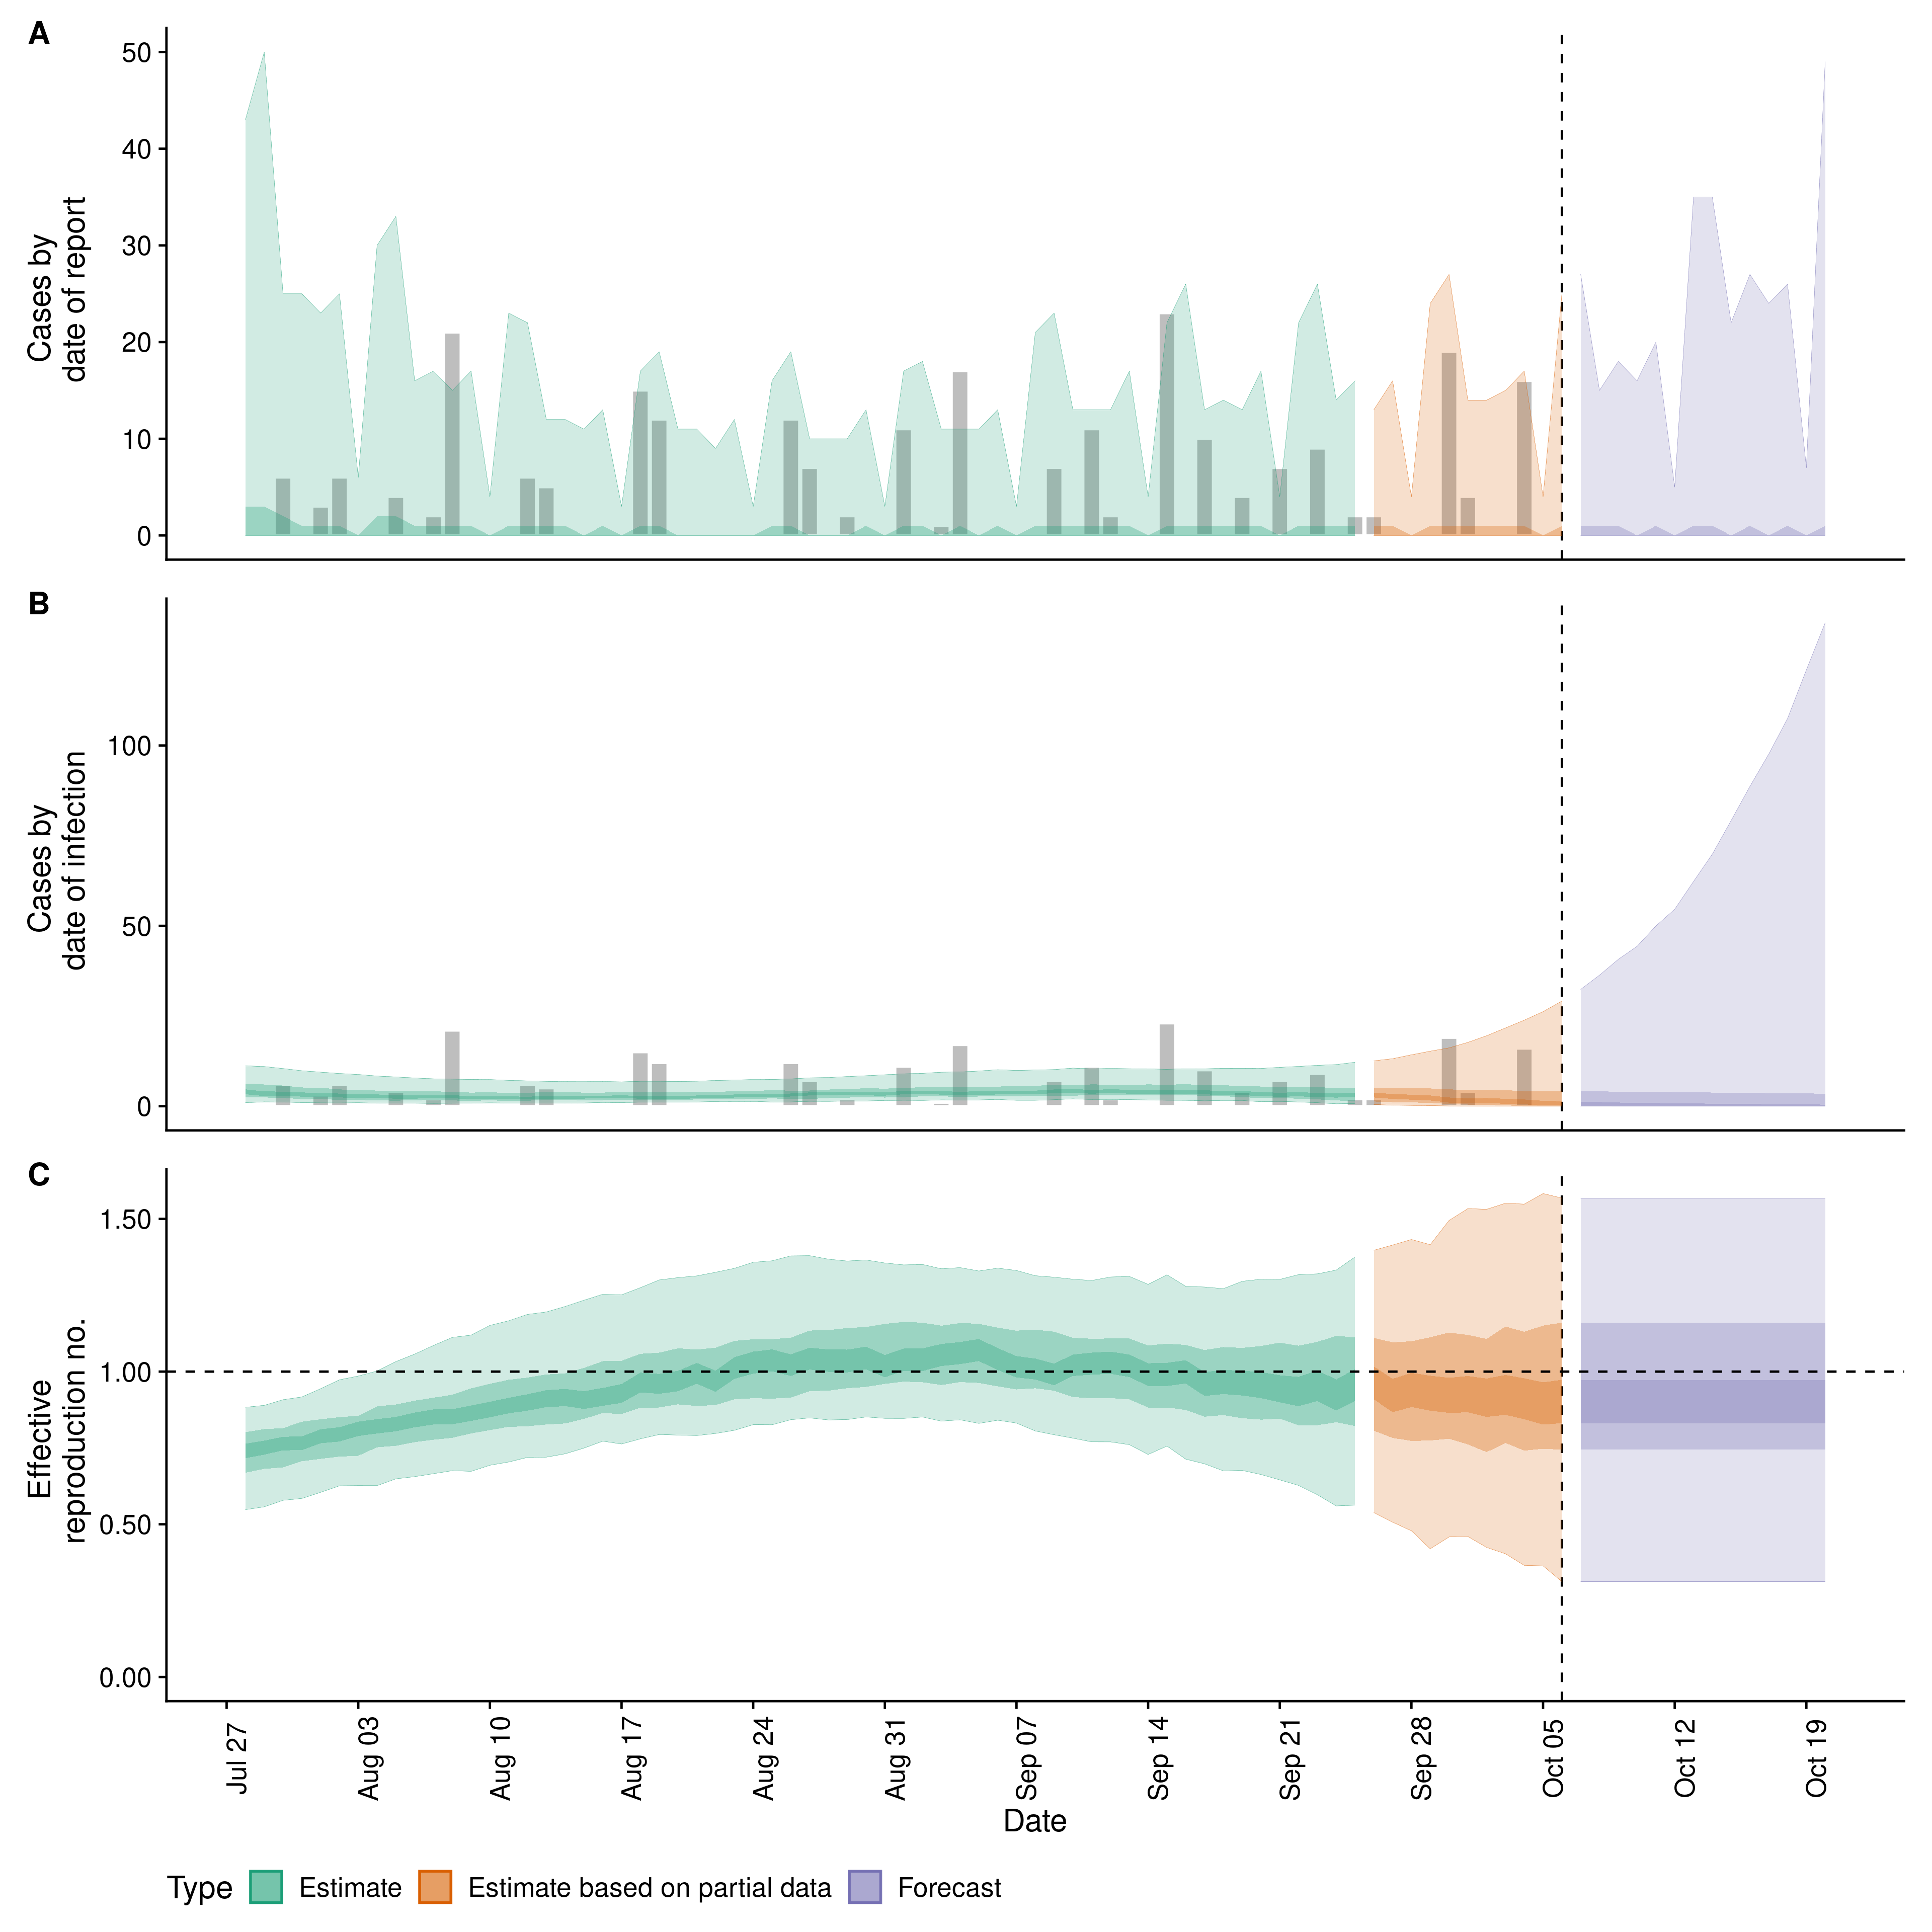 A
50
40
30
20
10
0
Cases by
date of report
B
100
50
0
Cases by
date of infection
C
1.50
1.00
0.50
0.00
Effective
reproduction no.
Jul 27
Aug 03
Aug 10
Aug 17
Aug 24
Aug 31
Sep 07
Sep 14
Sep 21
Sep 28
Oct 05
Oct 12
Oct 19
Date
Type Estimate Estimate based on partial data Forecast